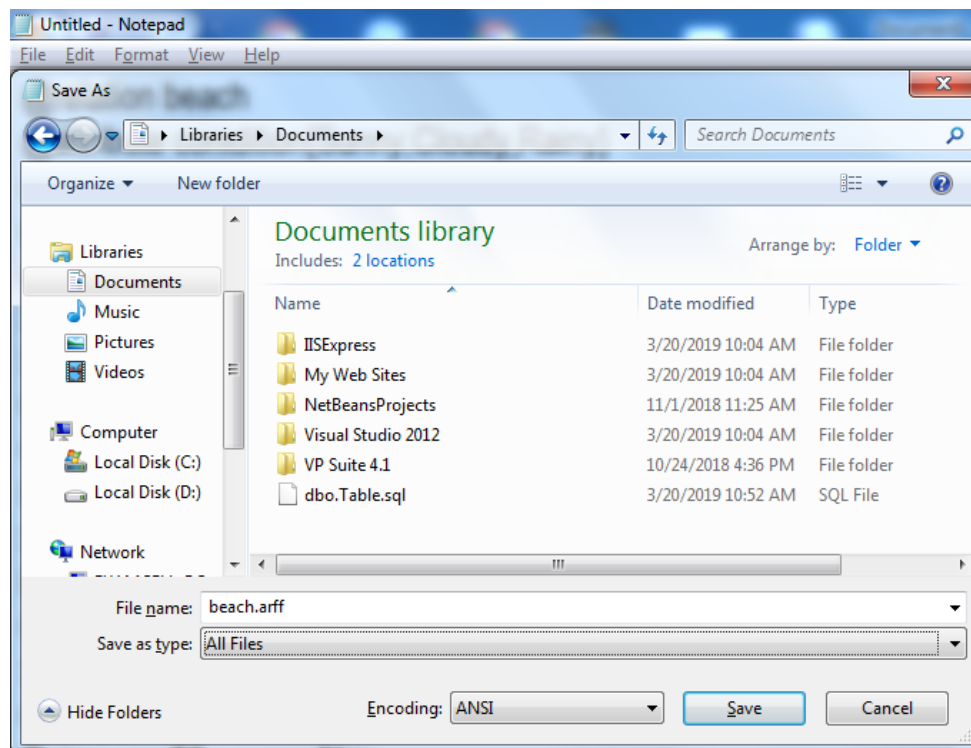 Untitled - Notepad
File Edit Format View Help
Save As
beach
Libraries Documents
Search Documents
Organize New folder
Libraries
Documents
Music
Pictures
Videos
Computer
Local Disk (C:)
Local Disk (D:)
Network
Documents library
Includes: 2 locations
Arrange by: Folder
Name Date modified Type
IISExpress 3/20/2019 10:04 AM File folder
My Web Sites 3/20/2019 10:04 AM File folder
NetBeansProjects 11/1/2018 11:25 AM File folder
Visual Studio 2012 3/20/2019 10:04 AM File folder
VP Suite 4.1 10/24/2018 4:36 PM File folder
dbo.Table.sql 3/20/2019 10:52 AM SQL File
File name: beach.arff
Save as type: All Files
Hide Folders Encoding: ANSI Save Cancel